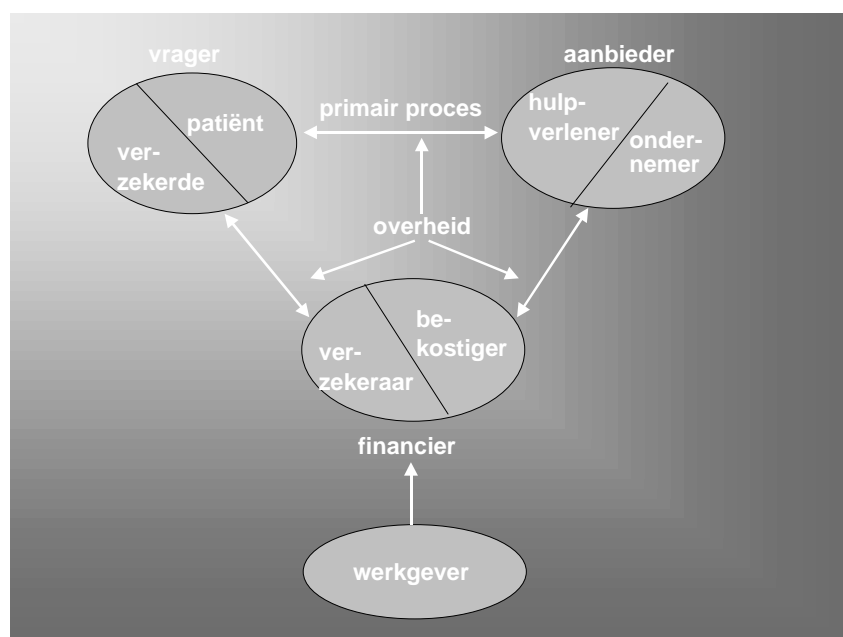 vrager
aanbieder
patiënt
ver-
zekerde
primair proces
hulp-
verlener
onder-
nemer
overheid
be-
kostiger
ver-
zekeraar
financier
werkgever